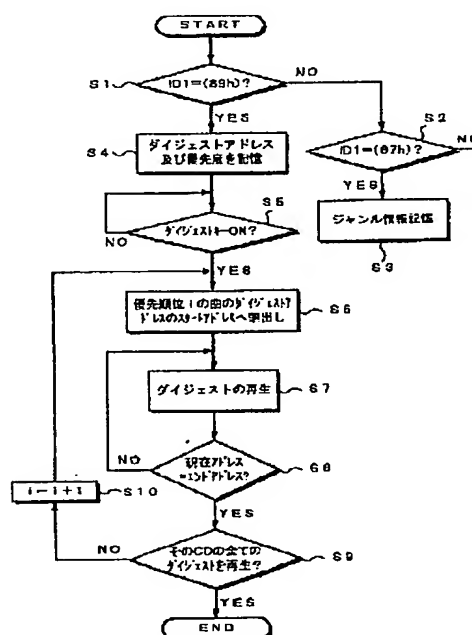 START
ID1=(89h)?
S1
NO
YES
S2
ID1=(87h)?
NO
YES
ジャンル情報記憶
S3
S4
ダイジェストアドレス
及び優先度を記憶
S5
ダイジェストキーON?
NO
YES
優先順位iの曲のダイジェストア
ドレスのスタートアドレスへ頭出し
S6
ダイジェストの再生
S7
現在アドレス
=エンドアドレス?
S8
NO
YES
i←i+1
S10
そのCDの全ての
ダイジェストを再生?
S9
NO
YES
END